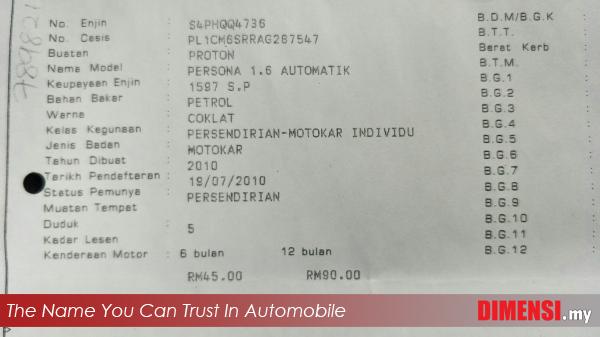 No. Enjin : S4PHQQ4736
No. Casis : PL1CM6SRRAG287547
Buatan : PROTON
Nama Model : PERSONA 1.6 AUTOMATIK
Keupayaan Enjin : 1597 S.P
Bahan Bakar : PETROL
Warna : COKLAT
Kelas Kegunaan : PERSENDIRIAN-MOTOKAR INDIVIDU
Jenis Badan : MOTOKAR
Tahun Dibuat : 2010
Tarikh Pendaftaran : 19/07/2010
Status Pemunya : PERSENDIRIAN
Muatan Tempat
Duduk : 5
Kadar Lesen
Kenderaan Motor : 6 bulan 12 bulan
RM45.00 RM90.00
B.D.M/B.G.K :
B.T.T. :
Berat Kerb :
B.T.M. :
B.G.1 :
B.G.2 :
B.G.3 :
B.G.4 :
B.G.5 :
B.G.6 :
B.G.7 :
B.G.8 :
B.G.9 :
B.G.10 :
B.G.11 :
B.G.12 :
The Name You Can Trust In Automobile
DIMENSI.my